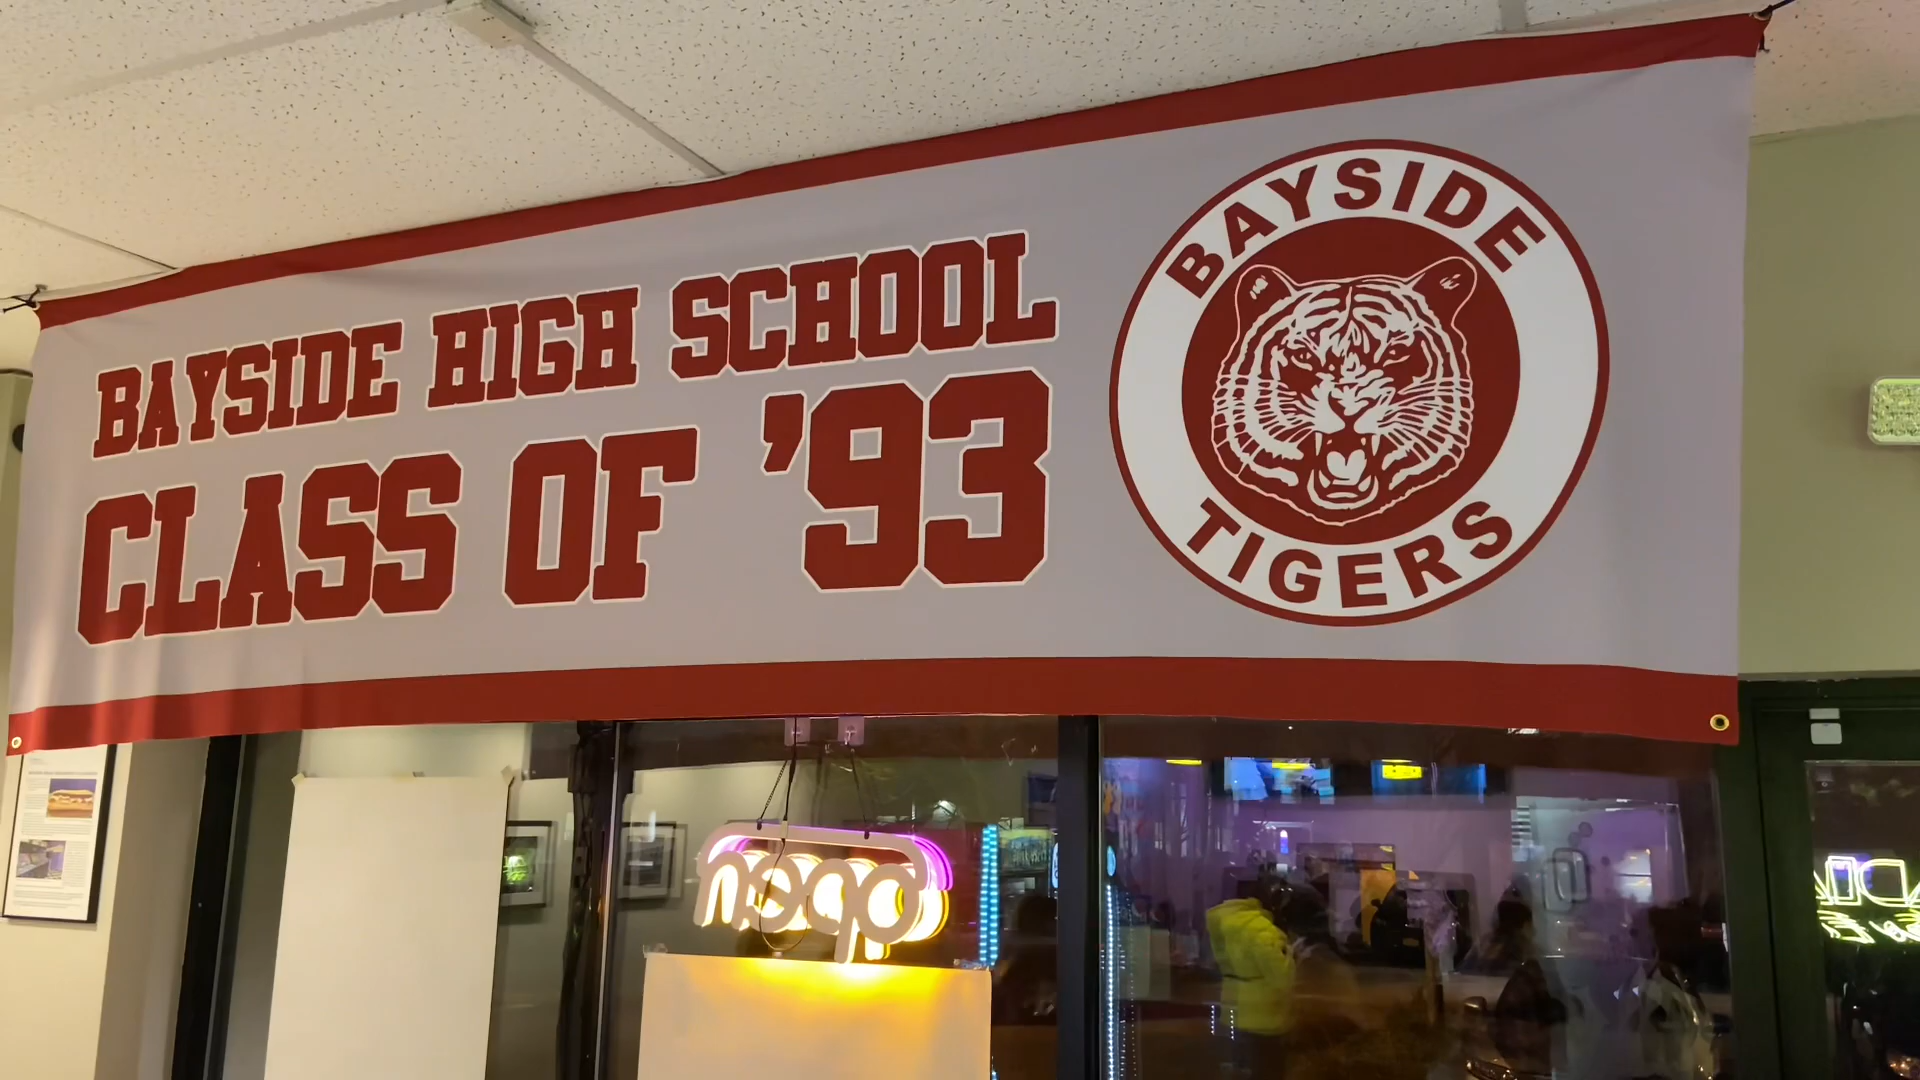 BAYSIDE HIGH SCHOOL
CLASS OF '93
BAYSIDE
TIGERS
open